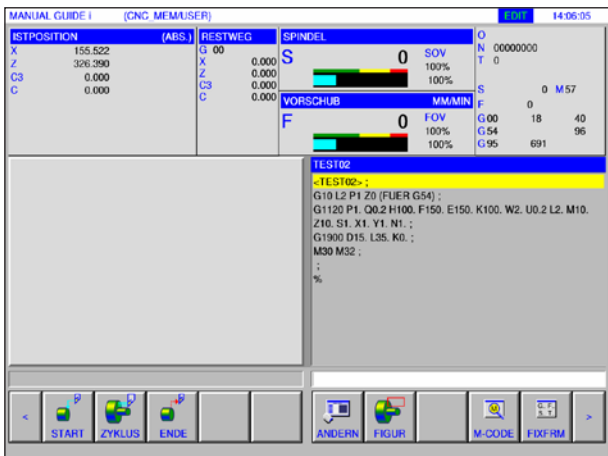 MANUAL GUIDE i (CNG_MEM/USER) EDIT 14:06:05
ISTPOSITION (ABS.)
X 155.522
Z 326.390
C3 0.000
C 0.000
RESTWEG
G 00
X 0.000
Z 0.000
C3 0.000
C 0.000
SPINDEL
S 0 SOV
100%
100%
VORSCHUB MM/MIN
F 0 FOV
100%
100%
O
N 00000000
T 0
S 0 M57
F 0
G00 18 40
G54 96
G95 691
TEST02
<TEST02> ;
G10 L2 P1 Z0 (FUER G54) ;
G1120 P1. Q0.2 H100. F150. E150. K100. W2. U0.2 L2. M10.
Z10. S1. X1. Y1. N1. ;
G1900 D15. L35. K0. ;
M30 M32 ;
;
%
< START ZYKLUS ENDE ANDERN FIGUR M-CODE FIXFRM >